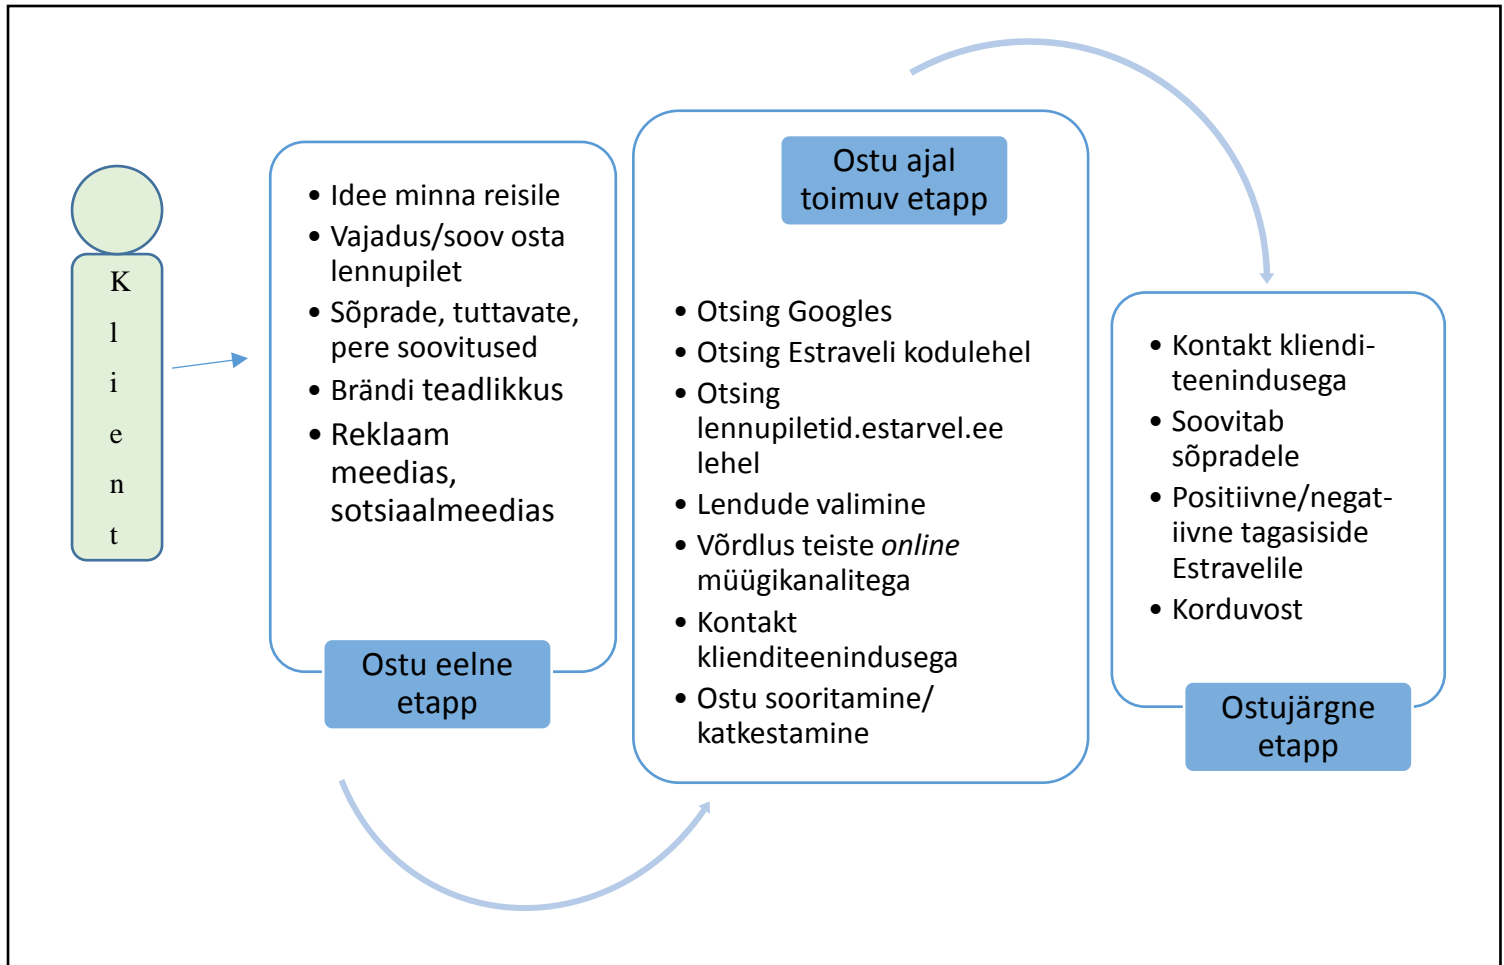 K
l
i
e
n
t
• Idee minna reisile
• Vajadus/soov osta
lennupilet
• Sõprade, tuttavate,
pere soovitused
• Brändi teadlikkus
• Reklaam
meedias,
sotsiaalmeedias
Ostu eelne
etapp
Ostu ajal
toimuv etapp
• Otsing Googles
• Otsing Estraveli kodulehel
• Otsing
lennupiletid.estarvel.ee
lehel
• Lendude valimine
• Võrdlus teiste online
müügikanalitega
• Kontakt
klienditeenindusega
• Ostu sooritamine/
katkestamine
• Kontakt kliendi-
teenindusega
• Soovitab
sõpradele
• Positiivne/negat-
iivne tagasiside
Estravelile
• Korduvost
Ostujärgne
etapp